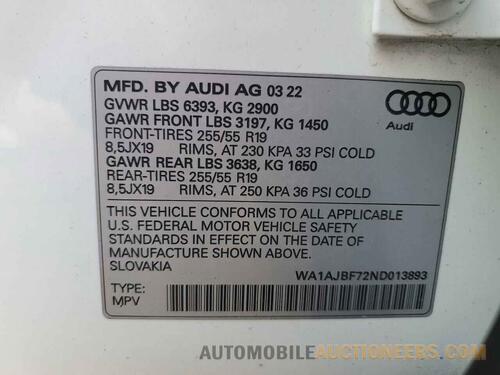 MFD. BY AUDI AG 03 22
GVWR LBS 6393, KG 2900
GAWR FRONT LBS 3197, KG 1450
FRONT-TIRES 255/55 R19
8,5JX19 RIMS, AT 230 KPA 33 PSI COLD
GAWR REAR LBS 3638, KG 1650
REAR-TIRES 255/55 R19
8,5JX19 RIMS, AT 250 KPA 36 PSI COLD
Audi
THIS VEHICLE CONFORMS TO ALL APPLICABLE
U.S. FEDERAL MOTOR VEHICLE SAFETY
STANDARDS IN EFFECT ON THE DATE OF
MANUFACTURE SHOWN ABOVE.
SLOVAKIA
WA1AJBF72ND013893
TYPE:
MPV
AUTOMOBILEAUCTIONEERS.COM